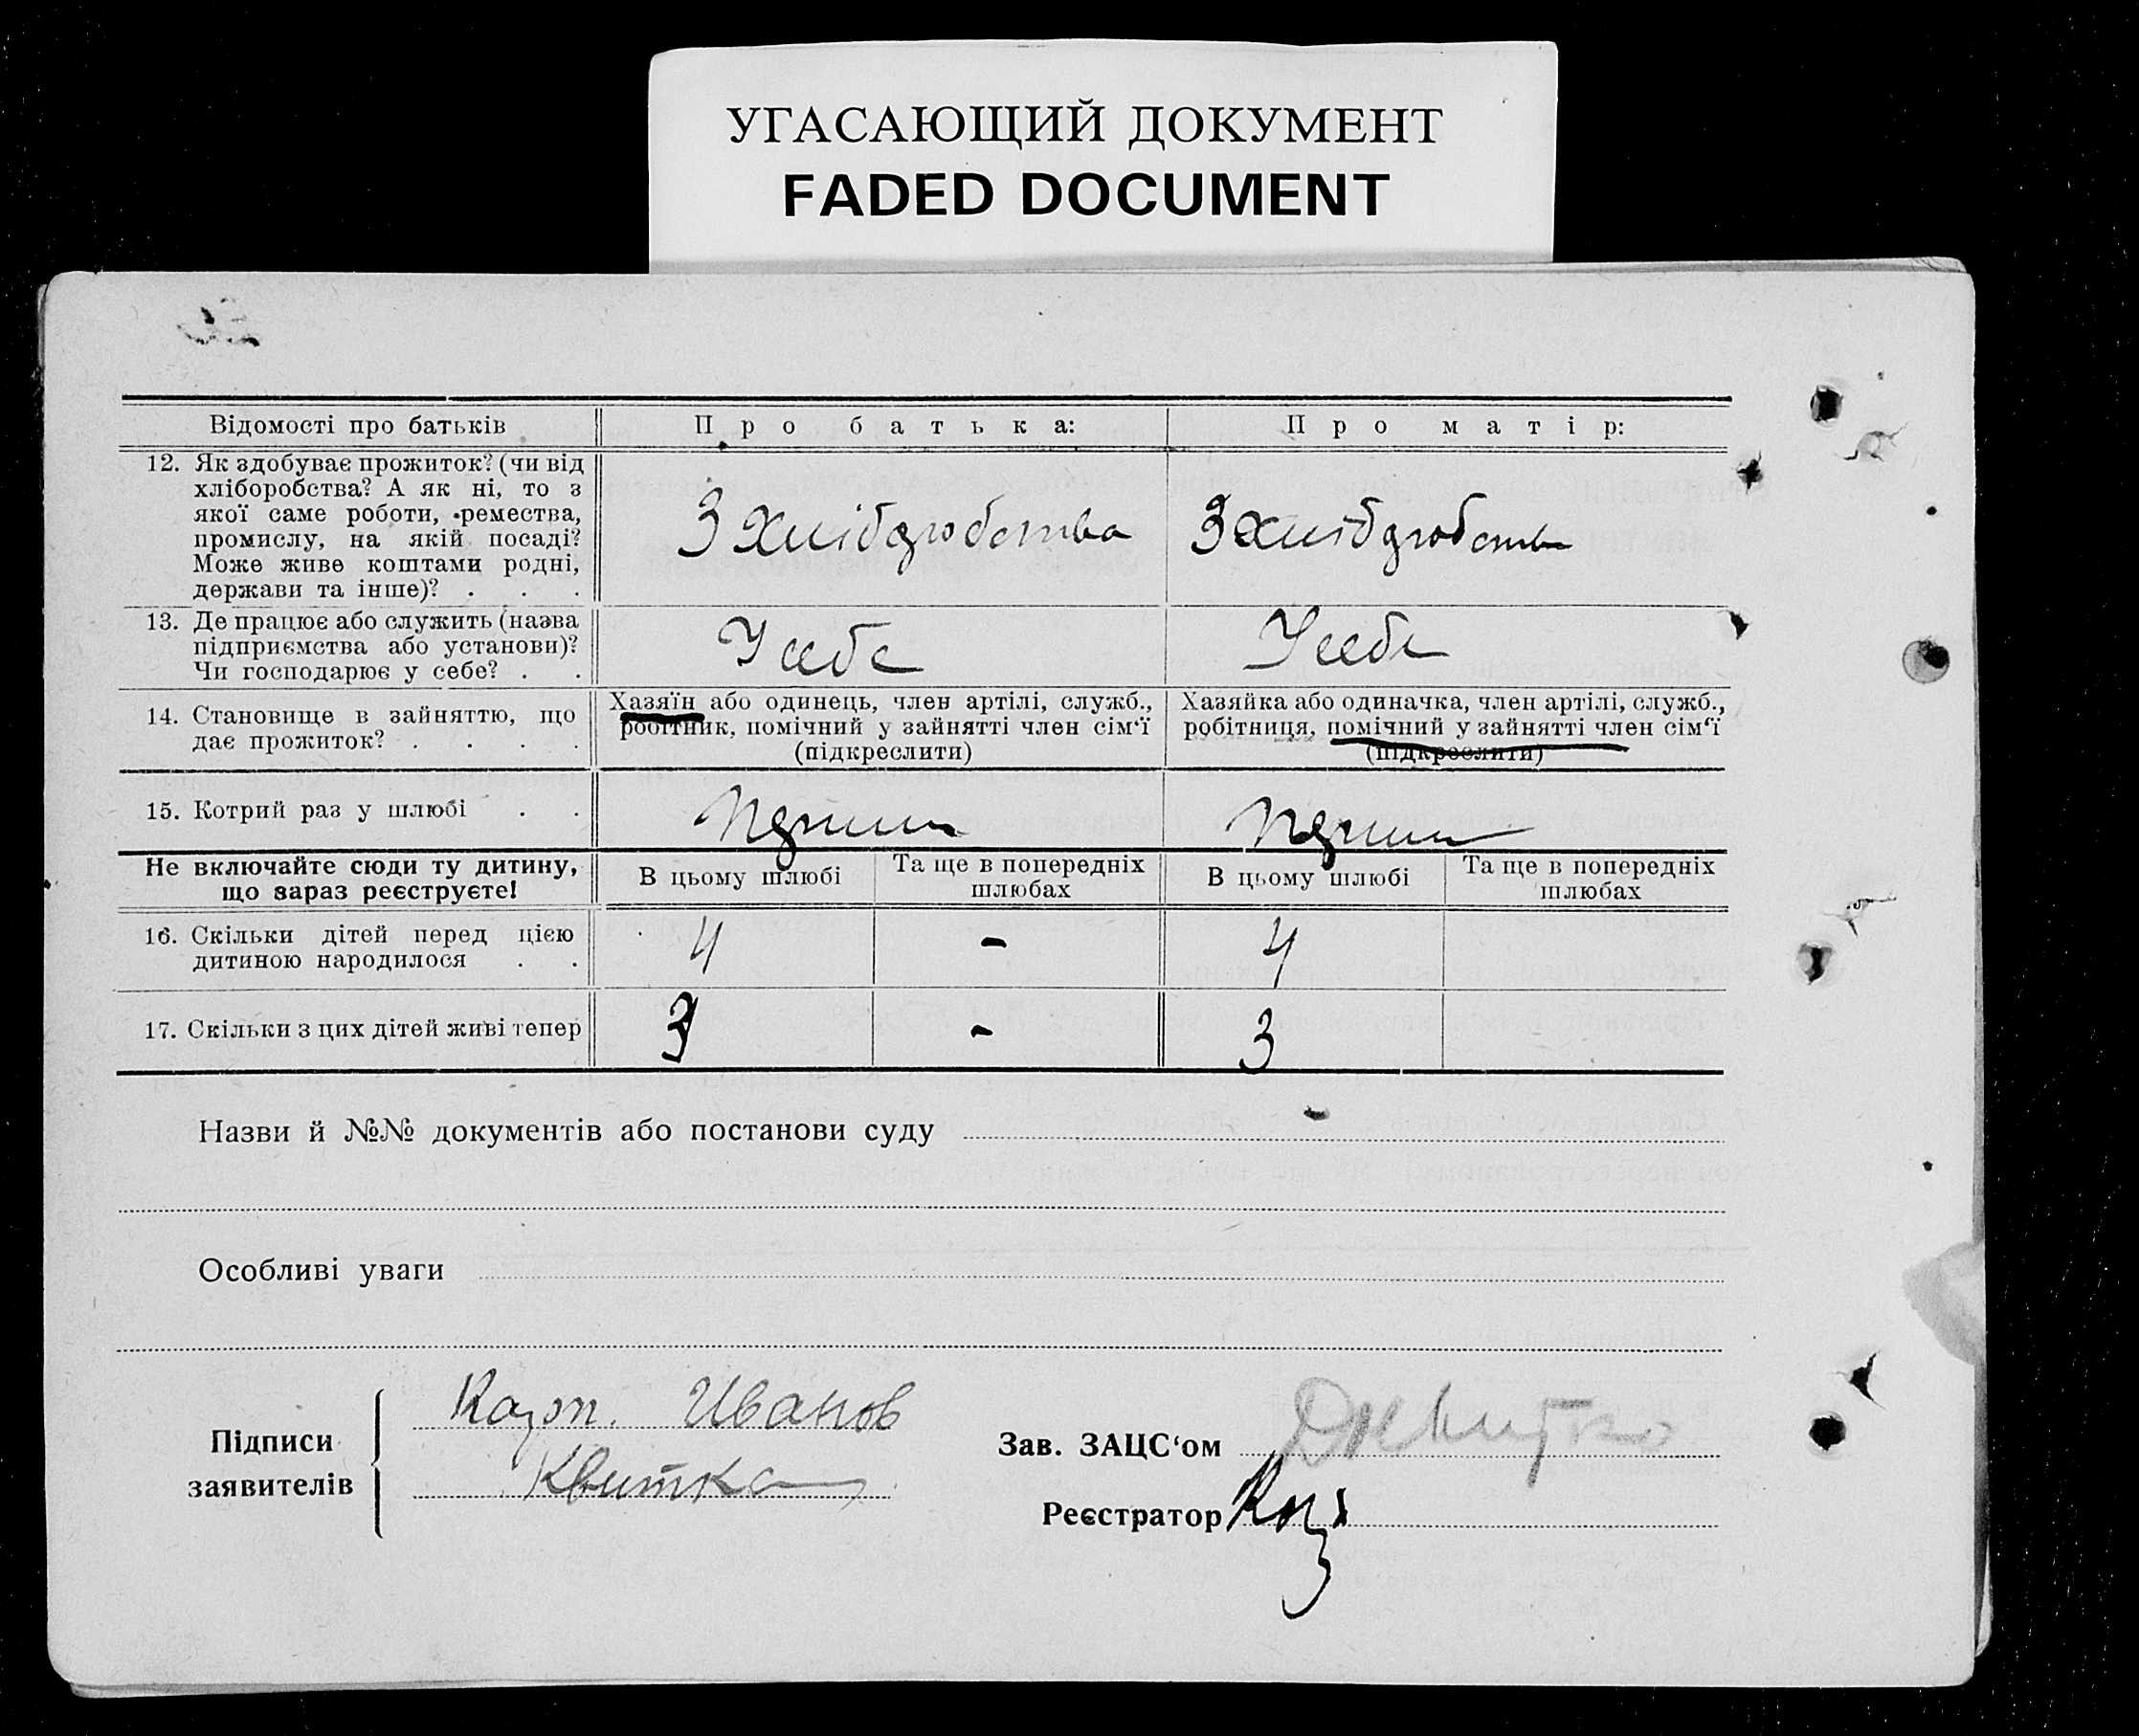 УГАСАЮЩИЙ ДОКУМЕНТ
FADED DOCUMENT
Відомості про батьків
Про батька:
Про матір:
12. Як здобуває прожиток? (чи від
хліборобства? А як ні, то з
якої саме роботи, ремества,
промислу, на якій посаді?
Може живе коштами родні,
держави та інше)? . . .
З хліборобства
З хліборобства
13. Де працює або служить (назва
підприємства або установи)?
Чи господарює у себе? . .
У себе
У себе
14. Становище в зайняттю, що
дає прожиток? . . . .
Хазяїн або одинець, член артілі, служб.,
робітник, помічний у зайнятті член сім‘ї
(підкреслити)
Хазяйка або одиначка, член артілі, служб.,
робітниця, помічний у зайнятті член сім‘ї
(підкреслити)
15. Котрий раз у шлюбі . .
Не включайте сюди ту дитину,
що зараз реєструєте!
В цьому шлюбі
Та ще в попередніх
шлюбах
В цьому шлюбі
Та ще в попередніх
шлюбах
16. Скільки дітей перед цією
дитиною народилося . .
4
-
4
17. Скільки з цих дітей живі тепер
3
-
3
Назви й №№ документів або постанови суду
-
Особливі уваги
Підписи
заявителів
Иванов
Квитка
Зав. ЗАЦС‘ом
Реєстратор